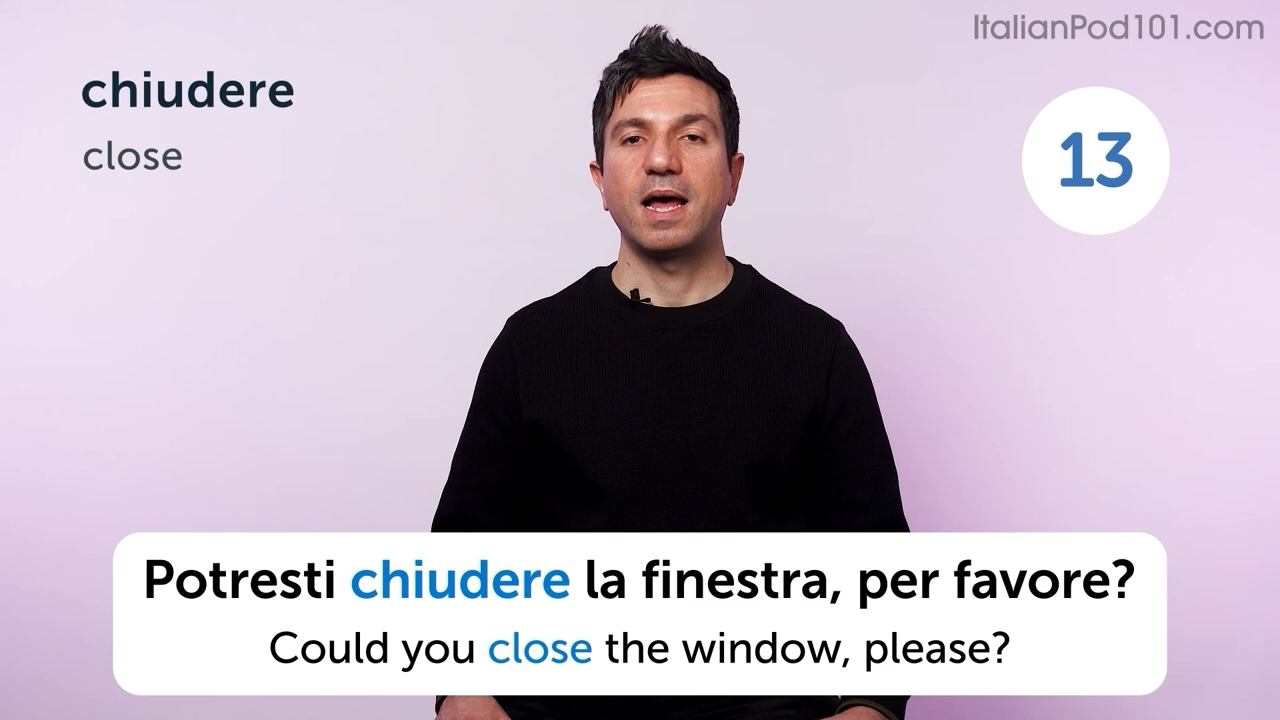 ItalianPod101.com
chiudere
close
13
Potresti chiudere la finestra, per favore?
Could you close the window, please?